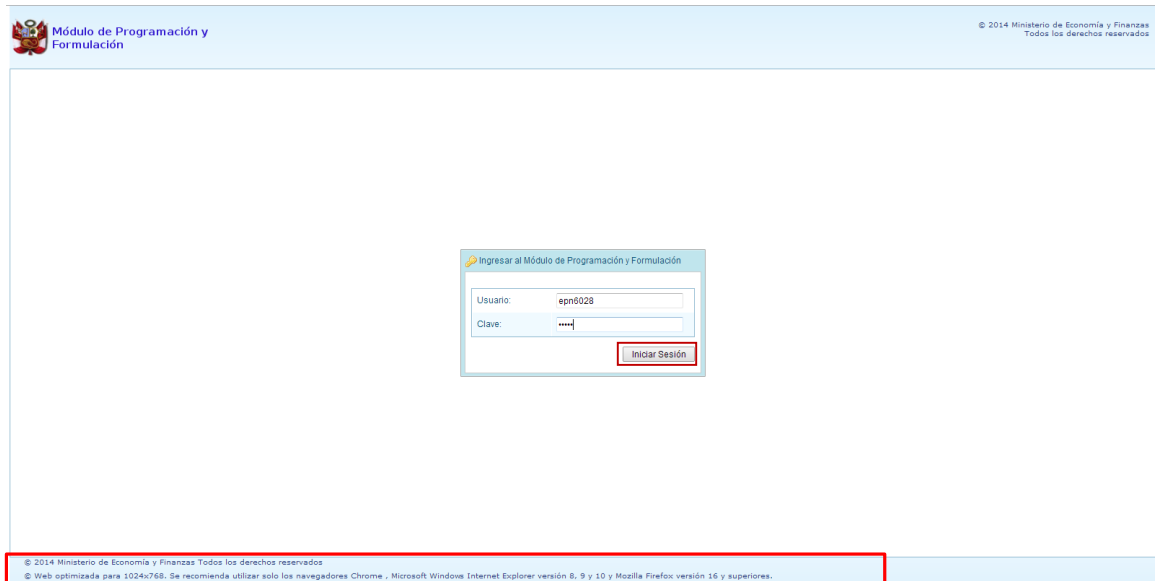 Módulo de Programación y
Formulación
© 2014 Ministerio de Economía y Finanzas
Todos los derechos reservados
Ingresar al Módulo de Programación y Formulación
Usuario: epn6028
Clave: •••••
Iniciar Sesión
© 2014 Ministerio de Economía y Finanzas Todos los derechos reservados
© Web optimizada para 1024x768. Se recomienda utilizar solo los navegadores Chrome , Microsoft Windows Internet Explorer versión 8, 9 y 10 y Mozilla Firefox versión 16 y superiores.